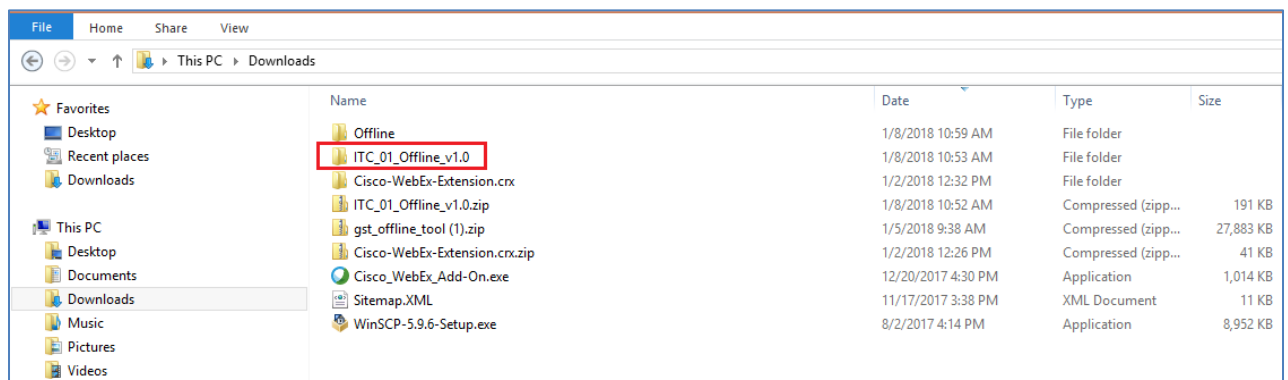 File Home Share View
This PC Downloads
Name Date Type Size
Favorites
Desktop
Recent places
Downloads
This PC
Desktop
Documents
Downloads
Music
Pictures
Videos
Offline 1/8/2018 10:59 AM File folder
ITC_01_Offline_v1.0 1/8/2018 10:53 AM File folder
Cisco-WebEx-Extension.crx 1/2/2018 12:32 PM File folder
ITC_01_Offline_v1.0.zip 1/8/2018 10:52 AM Compressed (zipp... 191 KB
gst_offline_tool (1).zip 1/5/2018 9:38 AM Compressed (zipp... 27,883 KB
Cisco-WebEx-Extension.crx.zip 1/2/2018 12:26 PM Compressed (zipp... 41 KB
Cisco_WebEx_Add-On.exe 12/20/2017 4:30 PM Application 1,014 KB
Sitemap.XML 11/17/2017 3:38 PM XML Document 11 KB
WinSCP-5.9.6-Setup.exe 8/2/2017 4:14 PM Application 8,952 KB